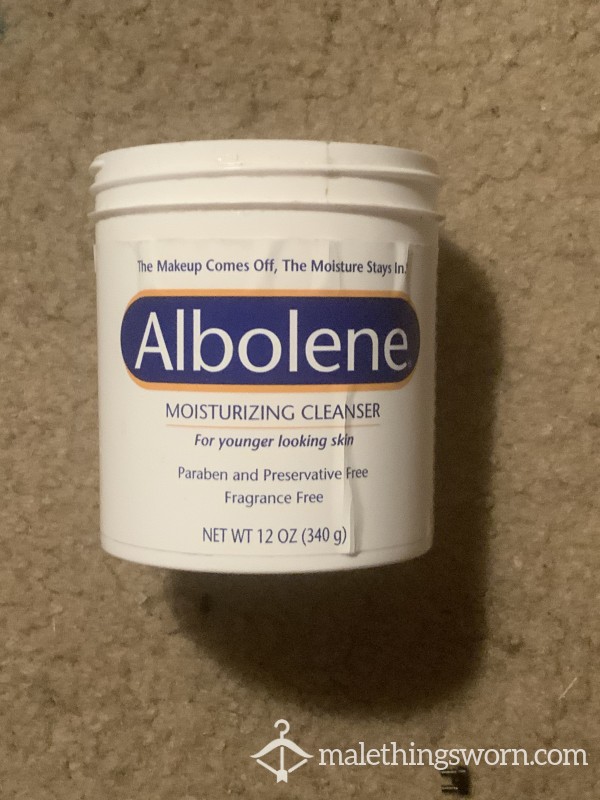 The Makeup Comes Off, The Moisture Stays In.
Albolene
MOISTURIZING CLEANSER
For younger looking skin
Paraben and Preservative Free
Fragrance Free
NET WT 12 OZ (340 g)
malethingsworn.com